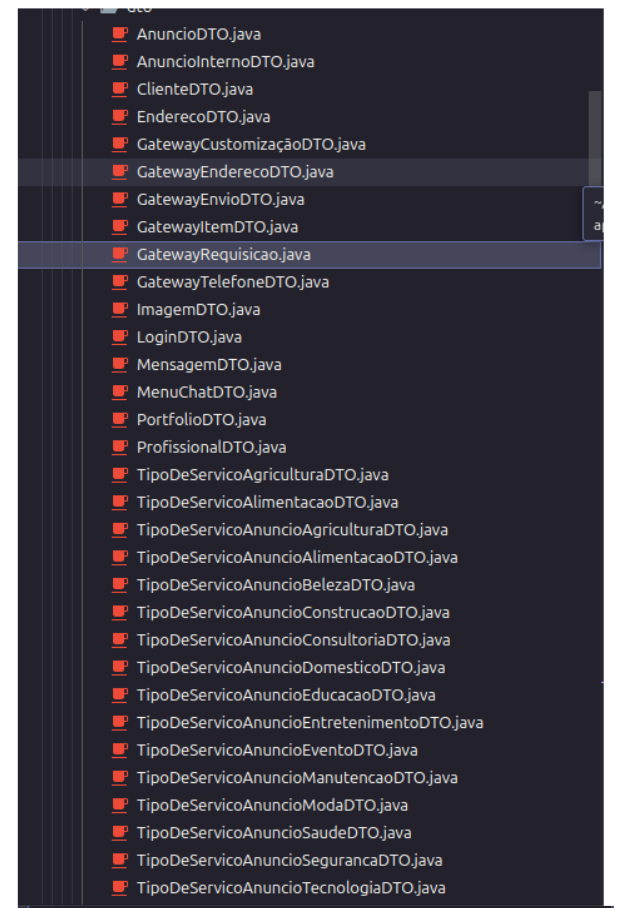 dto
AnuncioDTO.java
AnuncioInternoDTO.java
ClienteDTO.java
EnderecoDTO.java
GatewayCustomizaçãoDTO.java
GatewayEnderecoDTO.java
GatewayEnvioDTO.java
GatewayItemDTO.java
GatewayRequisicao.java
GatewayTelefoneDTO.java
ImagemDTO.java
LoginDTO.java
MensagemDTO.java
MenuChatDTO.java
PortfolioDTO.java
ProfissionalDTO.java
TipoDeServicoAgriculturaDTO.java
TipoDeServicoAlimentacaoDTO.java
TipoDeServicoAnuncioAgriculturaDTO.java
TipoDeServicoAnuncioAlimentacaoDTO.java
TipoDeServicoAnuncioBelezaDTO.java
TipoDeServicoAnuncioConstrucaoDTO.java
TipoDeServicoAnuncioConsultoriaDTO.java
TipoDeServicoAnuncioDomesticoDTO.java
TipoDeServicoAnuncioEducacaoDTO.java
TipoDeServicoAnuncioEntretenimentoDTO.java
TipoDeServicoAnuncioEventoDTO.java
TipoDeServicoAnuncioManutencaoDTO.java
TipoDeServicoAnuncioModaDTO.java
TipoDeServicoAnuncioSaudeDTO.java
TipoDeServicoAnuncioSegurancaDTO.java
TipoDeServicoAnuncioTecnologiaDTO.java